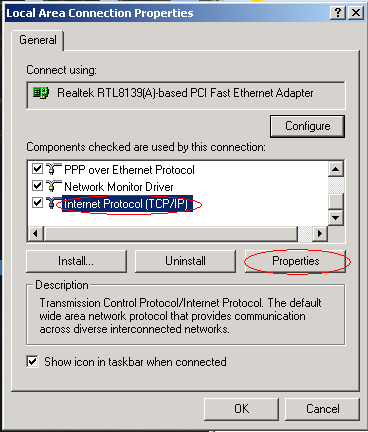 Local Area Connection Properties
General
Connect using:
Realtek RTL8139(A)-based PCI Fast Ethernet Adapter
Configure
Components checked are used by this connection:
PPP over Ethernet Protocol
Network Monitor Driver
Internet Protocol (TCP/IP)
Install... Uninstall Properties
Description
Transmission Control Protocol/Internet Protocol. The default
wide area network protocol that provides communication
across diverse interconnected networks.
Show icon in taskbar when connected
OK Cancel